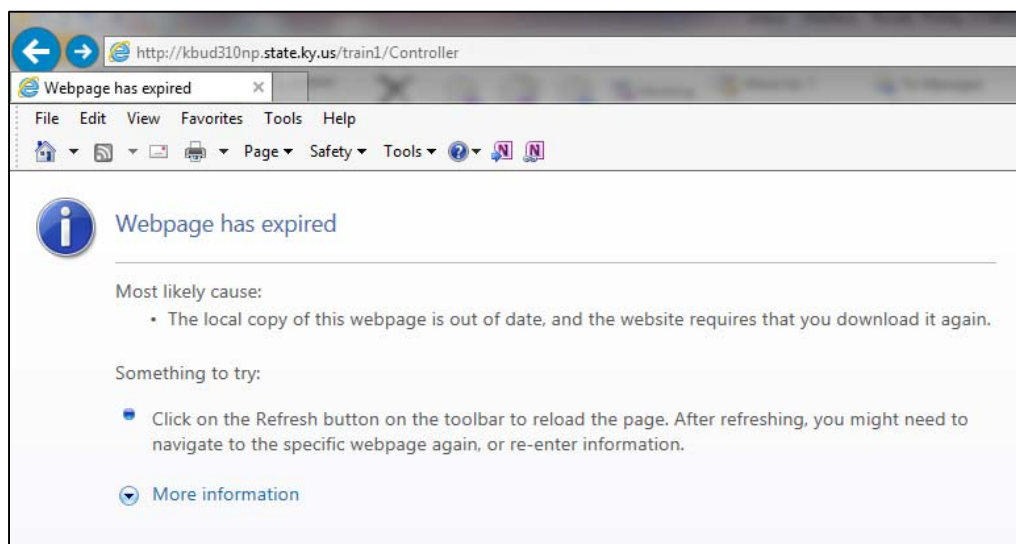 http://kbud310np.state.ky.us/train1/Controller
Webpage has expired
File Edit View Favorites Tools Help
Page Safety Tools
Webpage has expired
Most likely cause:
• The local copy of this webpage is out of date, and the website requires that you download it again.
Something to try:
Click on the Refresh button on the toolbar to reload the page. After refreshing, you might need to
navigate to the specific webpage again, or re-enter information.
More information